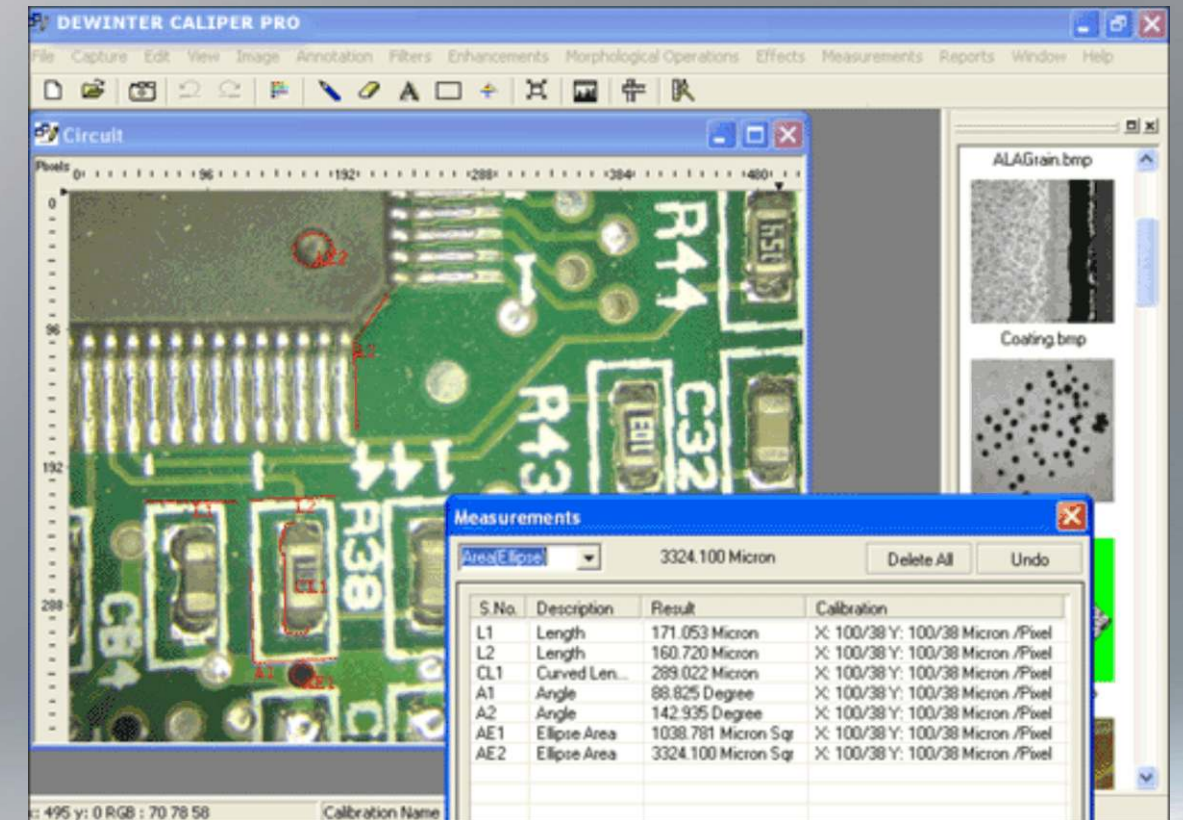 DEWINTER CALIPER PRO
File Capture Edit View Image Annotation Filters Enhancements Morphological Operations Effects Measurements Reports Window Help
Circuit
Pixels 0 96 192 288 384 480
ALAGrain.bmp
0
AE2
R44
Coating.bmp
96
A2
R43
C32
192
L1 L2
R38
CL1
288
A1
AE1
Measurements
Area(Ellipse) 3324.100 Micron Delete All Undo
S.No. Description Result Calibration
L1 Length 171.053 Micron X: 100/38 Y: 100/38 Micron /Pixel
L2 Length 160.720 Micron X: 100/38 Y: 100/38 Micron /Pixel
CL1 Curved Len... 289.022 Micron X: 100/38 Y: 100/38 Micron /Pixel
A1 Angle 88.825 Degree X: 100/38 Y: 100/38 Micron /Pixel
A2 Angle 142.935 Degree X: 100/38 Y: 100/38 Micron /Pixel
AE1 Ellipse Area 1038.781 Micron Sqr X: 100/38 Y: 100/38 Micron /Pixel
AE2 Ellipse Area 3324.100 Micron Sqr X: 100/38 Y: 100/38 Micron /Pixel
x: 495 y: 0 RGB : 70 78 58 Calibration Name